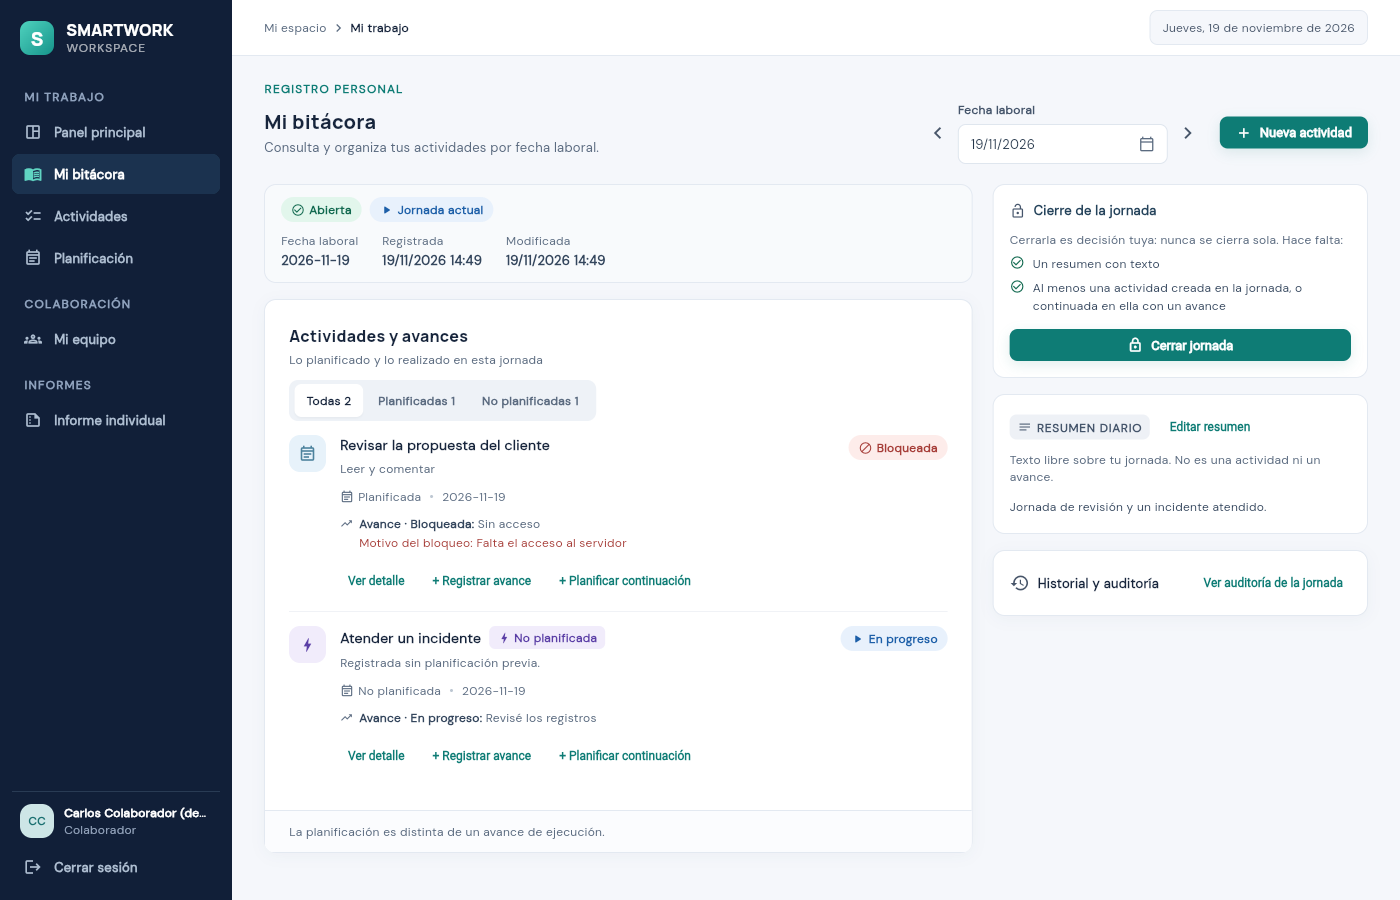 S
SMARTWORK
WORKSPACE
MI TRABAJO
Panel principal
Mi bitácora
Actividades
Planificación
COLABORACIÓN
Mi equipo
INFORMES
Informe individual
CC
Carlos Colaborador (de...
Colaborador
Cerrar sesión
Mi espacio > Mi trabajo
Jueves, 19 de noviembre de 2026
REGISTRO PERSONAL
Mi bitácora
Consulta y organiza tus actividades por fecha laboral.
Fecha laboral
19/11/2026
+ Nueva actividad
Abierta
Jornada actual
Fecha laboral Registrada Modificada
2026-11-19 19/11/2026 14:49 19/11/2026 14:49
Actividades y avances
Lo planificado y lo realizado en esta jornada
Todas 2 Planificadas 1 No planificadas 1
Revisar la propuesta del cliente
Bloqueada
Leer y comentar
Planificada • 2026-11-19
Avance · Bloqueada: Sin acceso
Motivo del bloqueo: Falta el acceso al servidor
Ver detalle + Registrar avance + Planificar continuación
Atender un incidente No planificada
En progreso
Registrada sin planificación previa.
No planificada • 2026-11-19
Avance · En progreso: Revisé los registros
Ver detalle + Registrar avance + Planificar continuación
La planificación es distinta de un avance de ejecución.
Cierre de la jornada
Cerrarla es decisión tuya: nunca se cierra sola. Hace falta:
Un resumen con texto
Al menos una actividad creada en la jornada, o
continuada en ella con un avance
Cerrar jornada
RESUMEN DIARIO
Editar resumen
Texto libre sobre tu jornada. No es una actividad ni un
avance.
Jornada de revisión y un incidente atendido.
Historial y auditoría
Ver auditoría de la jornada